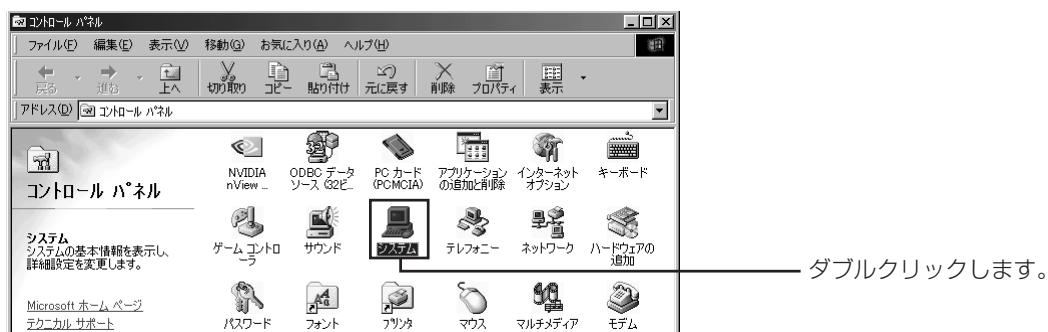 コントロール パネル
ファイル(F) 編集(E) 表示(V) 移動(G) お気に入り(A) ヘルプ(H)
戻る 進む 上へ 切り取り コピー 貼り付け 元に戻す 削除 プロパティ 表示
アドレス(D) コントロール パネル
コントロール パネル
システム
システムの基本情報を表示し、
詳細設定を変更します。
Microsoft ホーム ページ
テクニカル サポート
NVIDIA
nView ...
ODBC データ
ソース (32ビ...
PC カード
(PCMCIA)
アプリケーション
の追加と削除
インターネット
オプション
キーボード
ゲーム コントロ
ーラ
サウンド
システム
テレフォニー
ネットワーク
ハードウェアの
追加
パスワード
フォント
プリンタ
マウス
マルチメディア
モデム
ダブルクリックします。